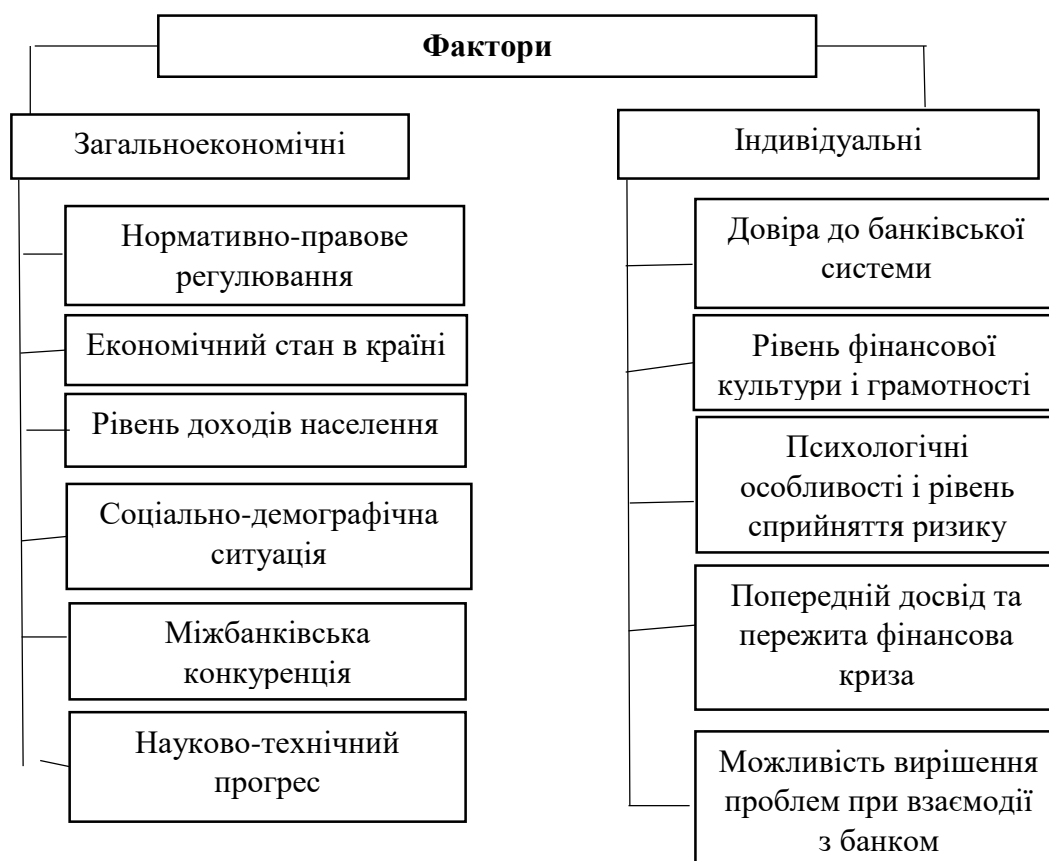 Фактори
Загальноекономічні
Нормативно-правове
регулювання
Економічний стан в країні
Рівень доходів населення
Соціально-демографічна
ситуація
Міжбанківська
конкуренція
Науково-технічний
прогрес
Індивідуальні
Довіра до банківської
системи
Рівень фінансової
культури і грамотності
Психологічні
особливості і рівень
сприйняття ризику
Попередній досвід та
пережита фінансова
криза
Можливість вирішення
проблем при взаємодії
з банком